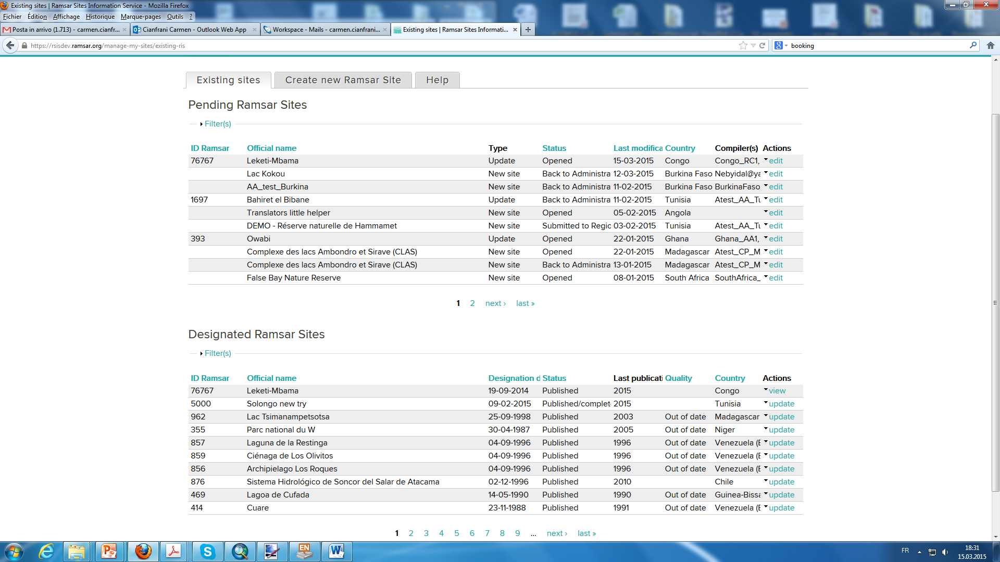 Existing sites | Ramsar Sites Information Service - Mozilla Firefox
Fichier Édition Affichage Historique Marque-pages Outils ?
Posta in arrivo (1.713) - carmen.cianfr... Cianfrani Carmen - Outlook Web App Workspace - Mails - carmen.cianfrani... Existing sites | Ramsar Sites Informati...
https://rsisdev.ramsar.org/manage-my-sites/existing-ris booking
Existing sites Create new Ramsar Site Help
Pending Ramsar Sites
Filter(s)
ID Ramsar Official name Type Status Last modifica Country Compiler(s) Actions
76767 Leketi-Mbama Update Opened 15-03-2015 Congo Congo_RC1, edit
Lac Kokou New site Back to Administra 12-03-2015 Burkina Faso Nebyidal@ya edit
AA_test_Burkina New site Back to Administra 11-02-2015 Burkina Faso BurkinaFaso edit
1697 Bahiret el Bibane Update Back to Administra 11-02-2015 Tunisia Atest_AA_Tu edit
Translators little helper New site Opened 05-02-2015 Angola edit
DEMO - Réserve naturelle de Hammamet New site Submitted to Regio 03-02-2015 Tunisia Atest_AA_Tu edit
393 Owabi Update Opened 22-01-2015 Ghana Ghana_AA1, edit
Complexe des lacs Ambondro et Sirave (CLAS) New site Opened 22-01-2015 Madagascar Atest_CP_M edit
Complexe des lacs Ambondro et Sirave (CLAS) New site Back to Administra 13-01-2015 Madagascar Atest_CP_M edit
False Bay Nature Reserve New site Opened 08-01-2015 South Africa SouthAfrica_ edit
1 2 next › last »
Designated Ramsar Sites
Filter(s)
ID Ramsar Official name Designation d Status Last publicati Quality Country Actions
76767 Leketi-Mbama 19-09-2014 Published 2015 Congo view
5000 Solongo new try 09-02-2015 Published/complet 2015 Tunisia update
962 Lac Tsimanampetsotsa 25-09-1998 Published 2003 Out of date Madagascar update
355 Parc national du W 30-04-1987 Published 2005 Out of date Niger update
857 Laguna de la Restinga 04-09-1996 Published 1996 Out of date Venezuela (B update
859 Ciénaga de Los Olivitos 04-09-1996 Published 1996 Out of date Venezuela (B update
856 Archipielago Los Roques 04-09-1996 Published 1996 Out of date Venezuela (B update
876 Sistema Hidrológico de Soncor del Salar de Atacama 02-12-1996 Published 2010 Chile update
469 Lagoa de Cufada 14-05-1990 Published 1990 Out of date Guinea-Bissa update
414 Cuare 23-11-1988 Published 1991 Out of date Venezuela (B update
1 2 3 4 5 6 7 8 9 ... next › last »
EN
FR 18:31
15.03.2015